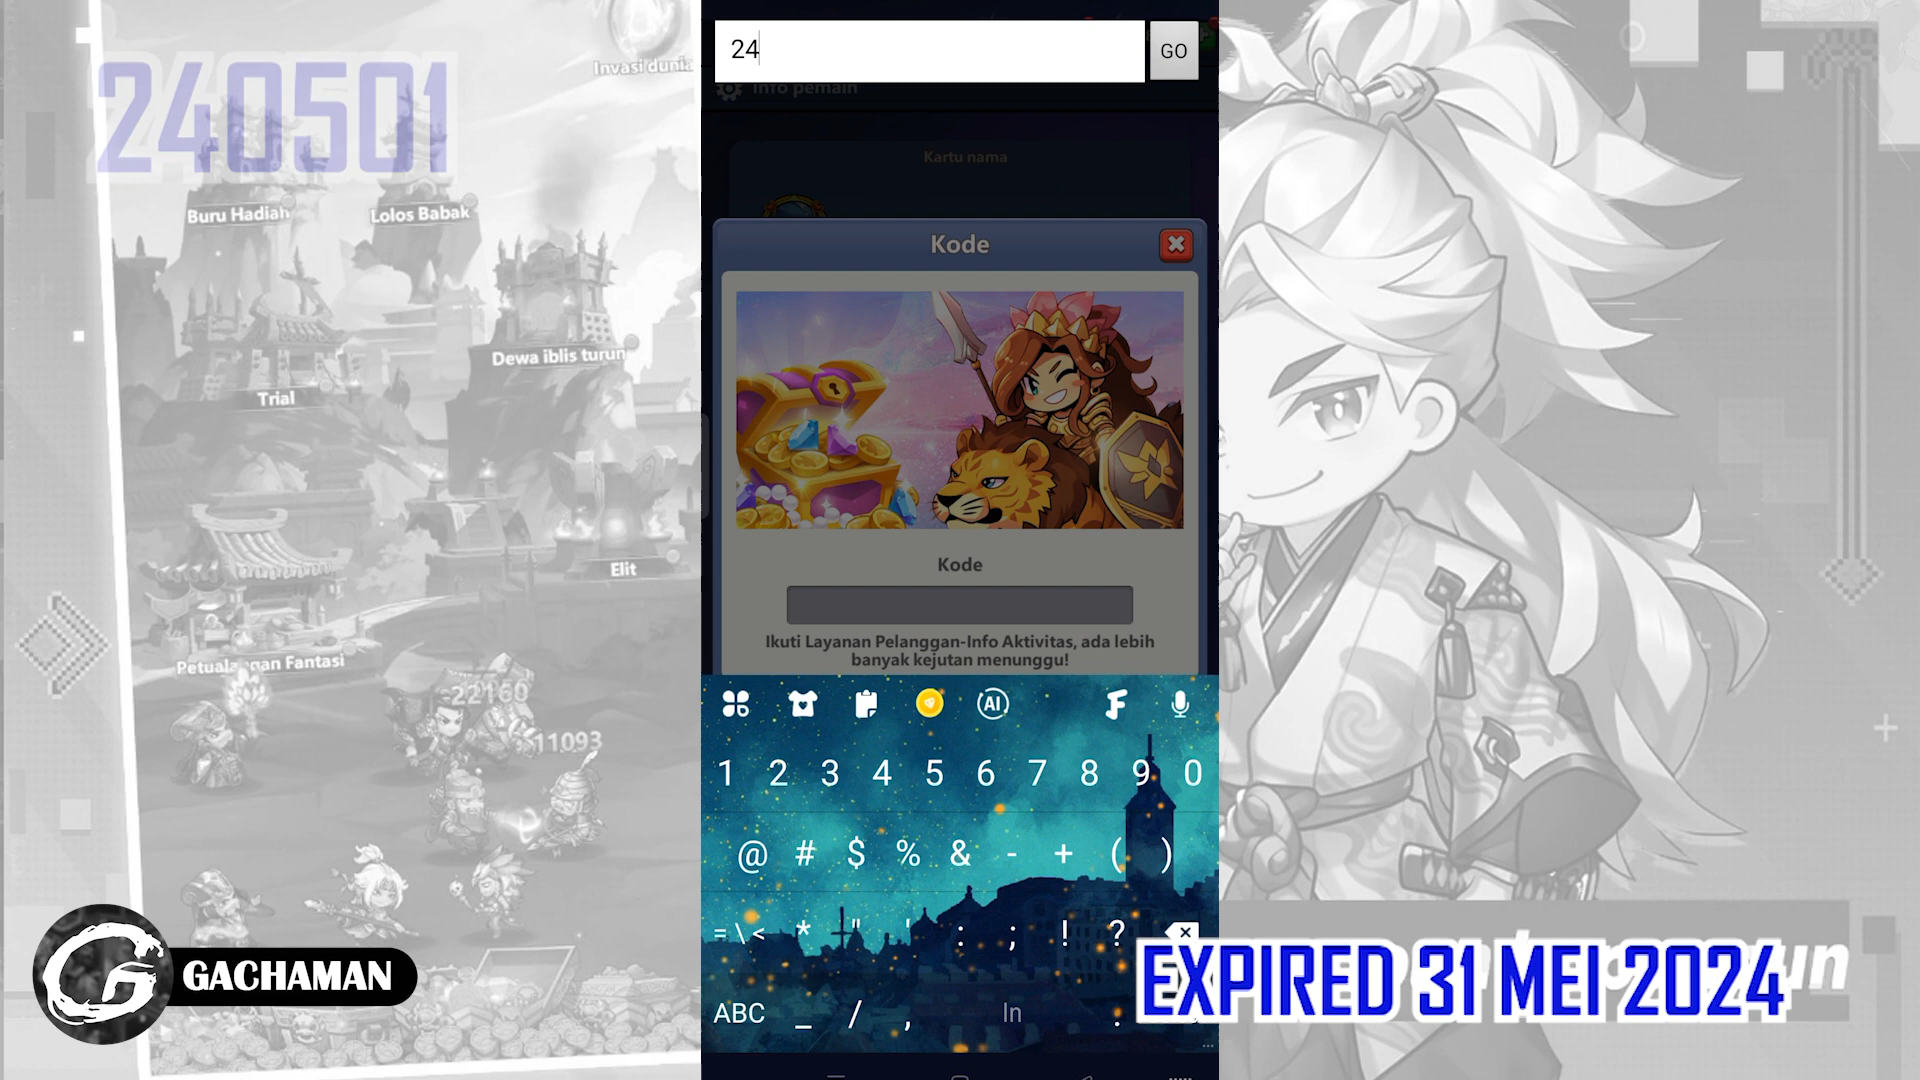 240501
Invasi dunia
Buru Hadiah
Lolos Babak
Dewa iblis turun
Trial
Elit
Petualangan Fantasi
22160
11093
GACHAMAN
24
GO
Info pemain
Kartu nama
Kode
Kode
Ikuti Layanan Pelanggan-Info Aktivitas, ada lebih
banyak kejutan menunggu!
AI
1 2 3 4 5 6 7 8 9 0
@ # $ % & - + ( )
= \ < * " ' : ; ! ?
ABC _ / , In .
EXPIRED 31 MEI 2024